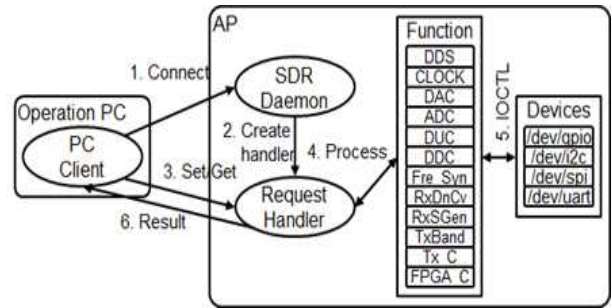 AP
Function
DDS
CLOCK
DAC
ADC
DUC
DDC
Fre_Syn
RxDnCv
RxSGen
TxBand
Tx_C
FPGA_C
1. Connect
SDR
Daemon
Operation PC
PC
Client
2. Create
handler
3. Set/Get
4. Process
Request
Handler
6. Result
5. IOCTL
Devices
/dev/gpio
/dev/i2c
/dev/spi
/dev/uart